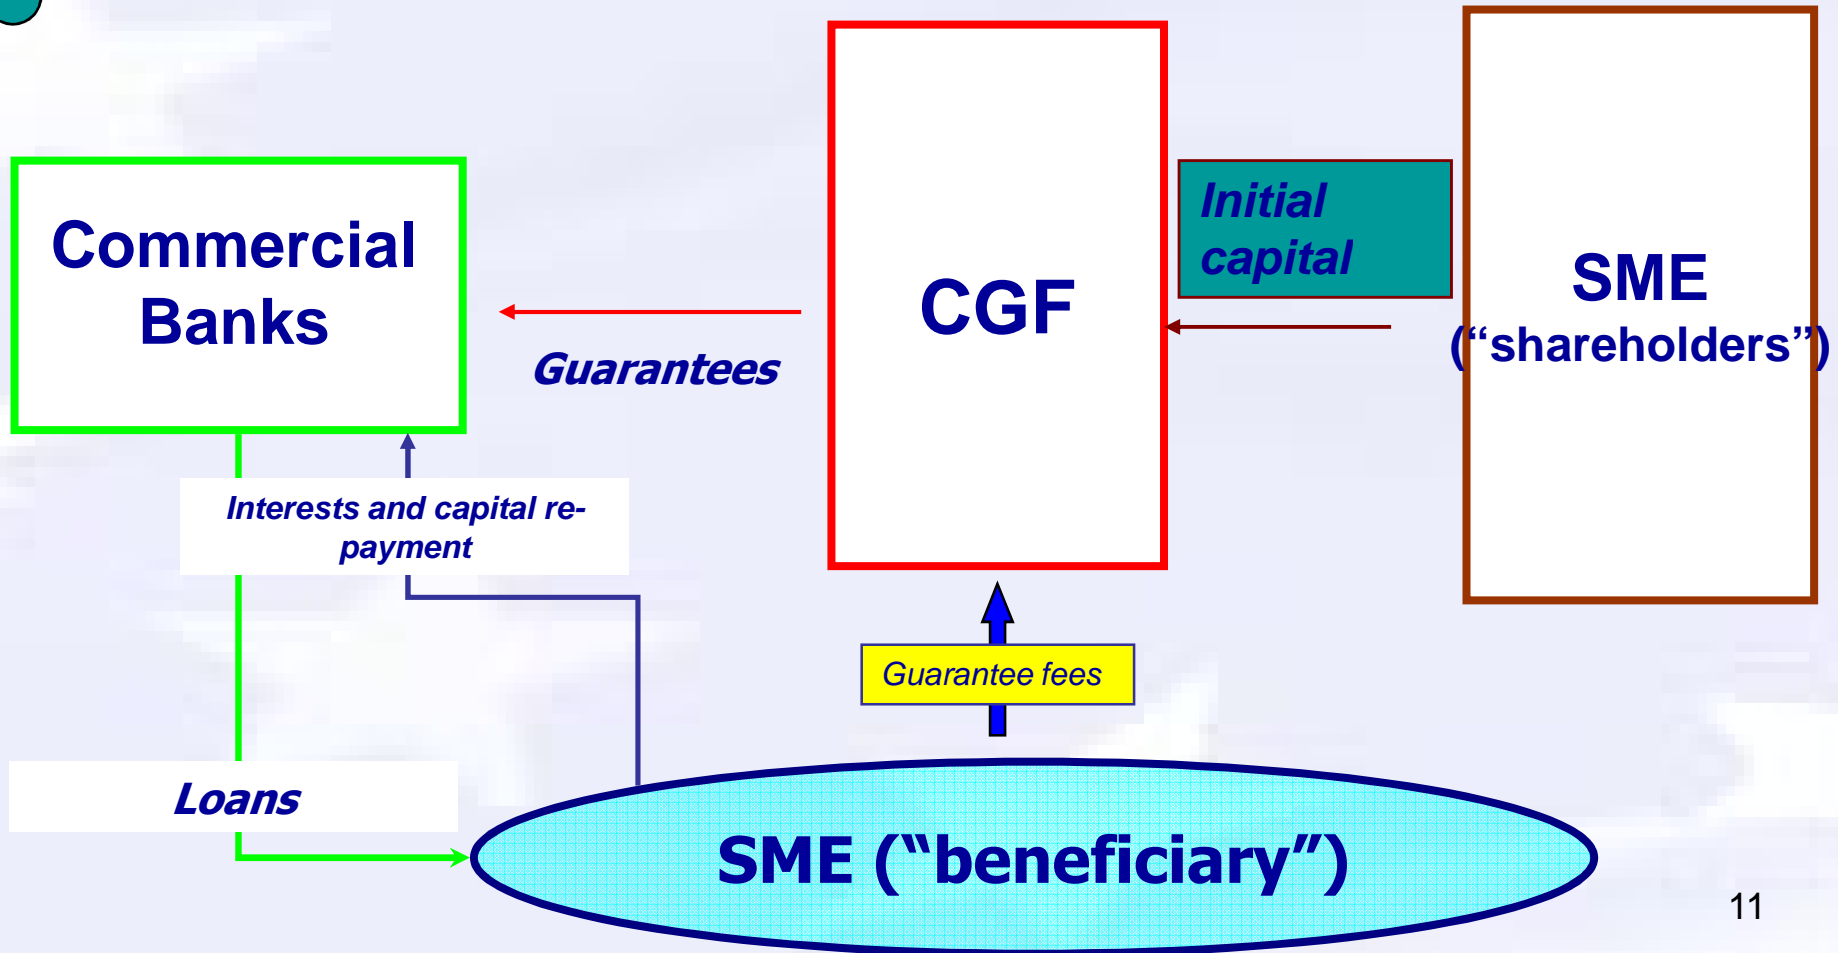 Commercial
Banks
Guarantees
CGF
Initial
capital
SME
(“shareholders”)
Interests and capital re-
payment
Guarantee fees
Loans
SME (“beneficiary”)
11